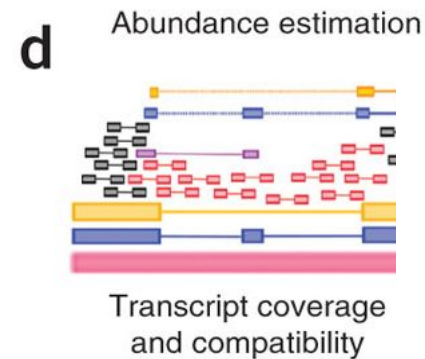 d
Abundance estimation
Transcript coverage
and compatibility